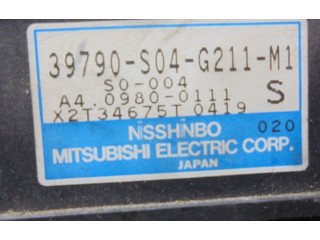 39790-S04-G211-M1
S0-004
A4.0980-0111 S
X2T34675T 0419
NISSHINBO 020
MITSUBISHI ELECTRIC CORP.
JAPAN